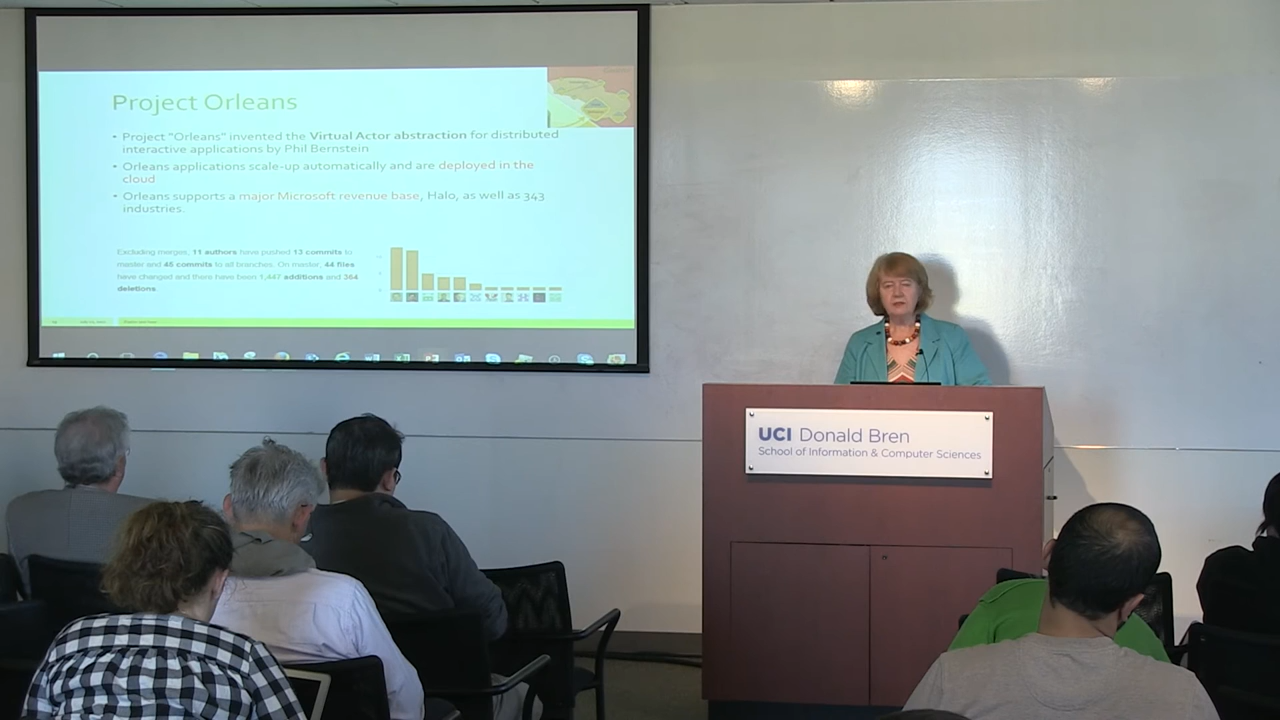 Project Orleans
• Project "Orleans" invented the Virtual Actor abstraction for distributed
interactive applications by Phil Bernstein
• Orleans applications scale-up automatically and are deployed in the
cloud
• Orleans supports a major Microsoft revenue base, Halo, as well as 343
industries.
Excluding merges, 11 authors have pushed 13 commits to
master and 45 commits to all branches. On master, 44 files
have changed and there have been 1,447 additions and 364
deletions.
UCI Donald Bren
School of Information & Computer Sciences